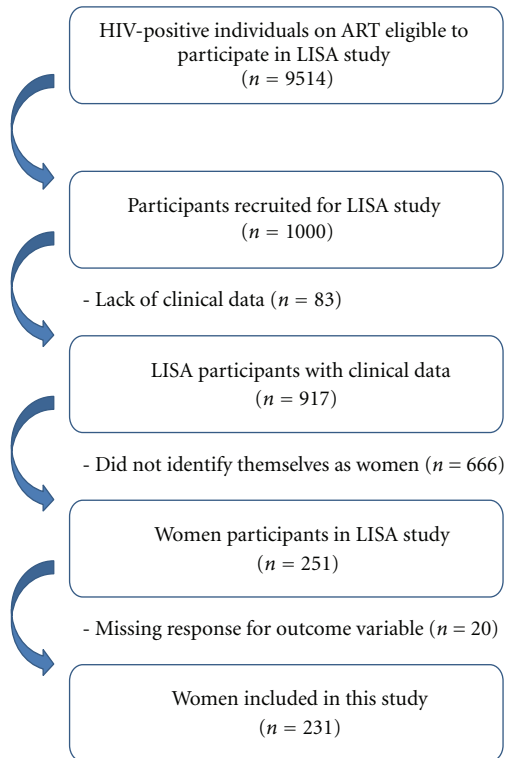 HIV-positive individuals on ART eligible to
participate in LISA study
(n = 9514)
Participants recruited for LISA study
(n = 1000)
- Lack of clinical data (n = 83)
LISA participants with clinical data
(n = 917)
- Did not identify themselves as women (n = 666)
Women participants in LISA study
(n = 251)
- Missing response for outcome variable (n = 20)
Women included in this study
(n = 231)